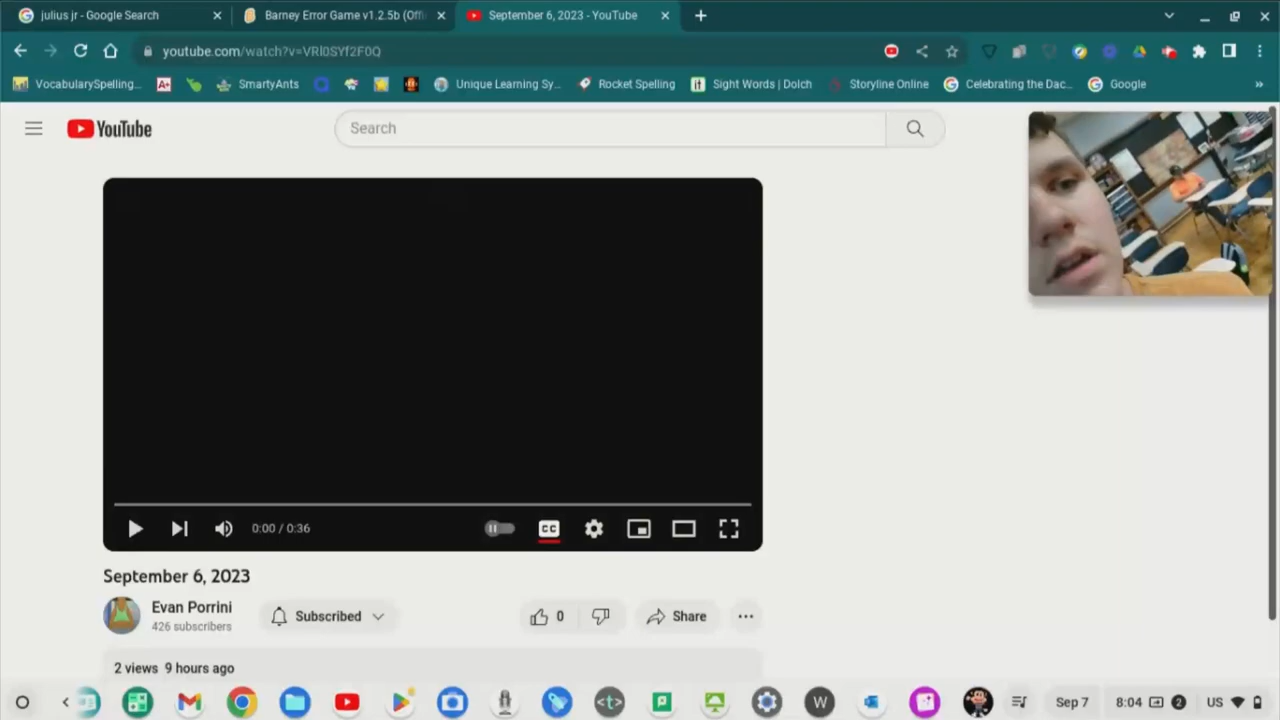 julius jr - Google Search
Barney Error Game v1.2.5b (Offi
September 6, 2023 - YouTube
youtube.com/watch?v=VRl0SYf2F0Q
VocabularySpelling...
A+
SmartyAnts
Unique Learning Sy...
Rocket Spelling
Sight Words | Dolch
Storyline Online
Celebrating the Dac...
Google
»
YouTube
Search
0:00 / 0:36
CC
September 6, 2023
Evan Porrini
426 subscribers
Subscribed
0
Share
2 views 9 hours ago
<t>
W
Sep 7
8:04
2
US